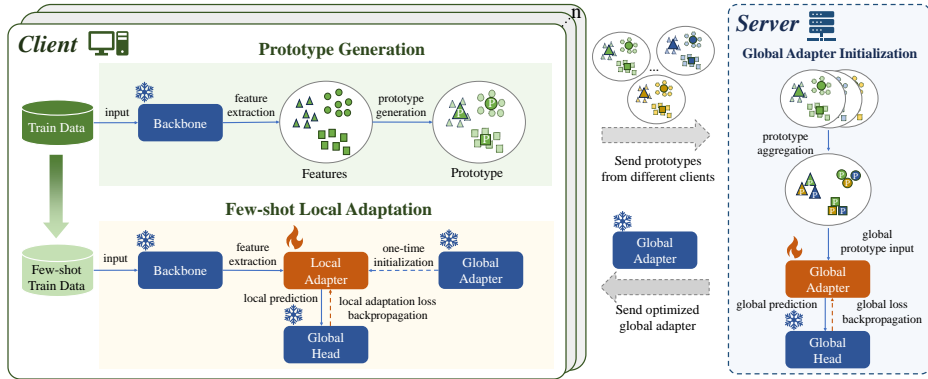 n
Client
Prototype Generation
Train Data
input
Backbone
feature
extraction
Features
prototype
generation
P
P
P
Prototype
Few-shot Local Adaptation
Few-shot
Train Data
input
Backbone
feature
extraction
Local
Adapter
one-time
initialization
Global
Adapter
local prediction
local adaptation loss
backpropagation
Global
Head
...
Send prototypes
from different clients
Global
Adapter
Send optimized
global adapter
Server
Global Adapter Initialization
prototype
aggregation
P
P
P
P
P
P
P
P
P
global
prototype input
Global
Adapter
global prediction
global loss
backpropagation
Global
Head